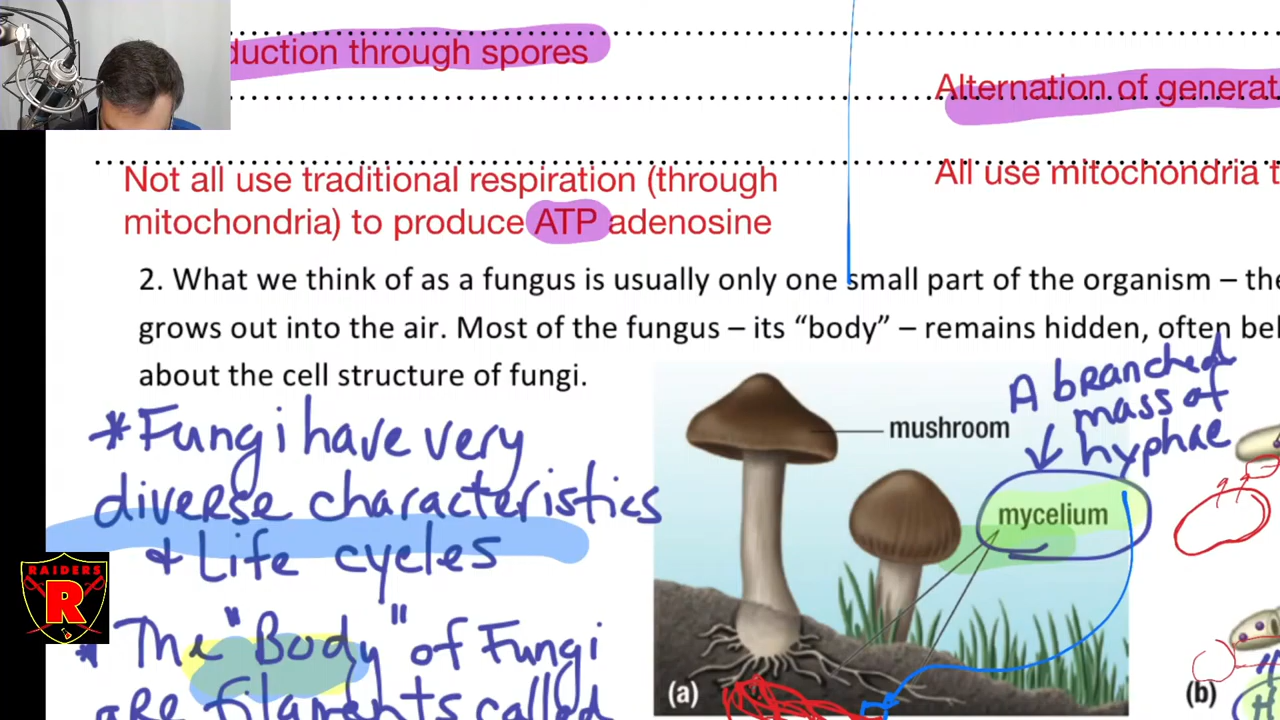 duction through spores
Alternation of generat
Not all use traditional respiration (through
mitochondria) to produce ATP adenosine
All use mitochondria t
2. What we think of as a fungus is usually only one small part of the organism – the
grows out into the air. Most of the fungus – its “body” – remains hidden, often bel
about the cell structure of fungi.
* Fungi have very
diverse characteristics
+ Life cycles
* The "Body" of Fungi
are filaments called
A branched
mass of
hyphae
mushroom
mycelium
(a)
(b)
H
H
RAIDERS
R